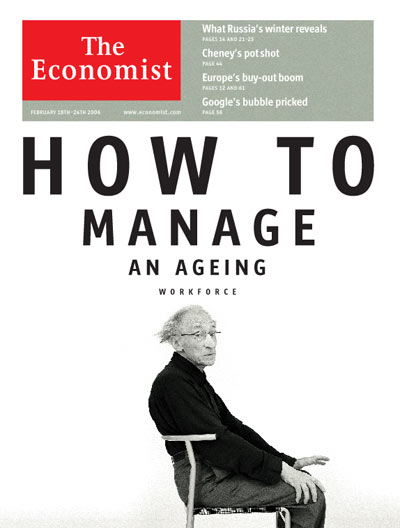 The
Economist
FEBRUARY 18TH-24TH 2006
www.economist.com
What Russia's winter reveals
PAGES 14 AND 21-23
Cheney's pot shot
PAGE 44
Europe's buy-out boom
PAGES 12 AND 61
Google's bubble pricked
PAGE 56
HOW TO
MANAGE
AN AGEING
WORKFORCE